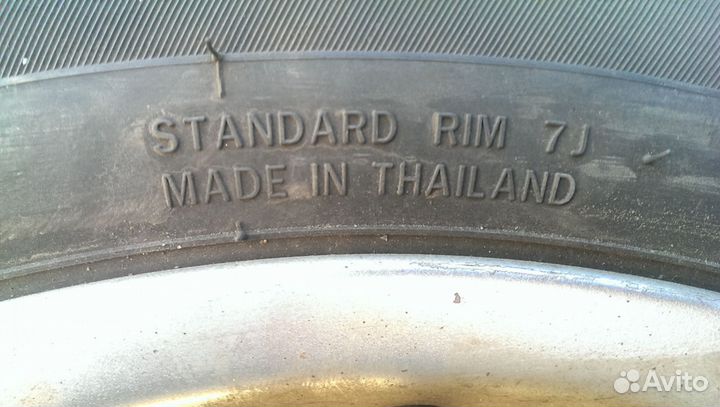 STANDARD RIM 7J
MADE IN THAILAND
Avito